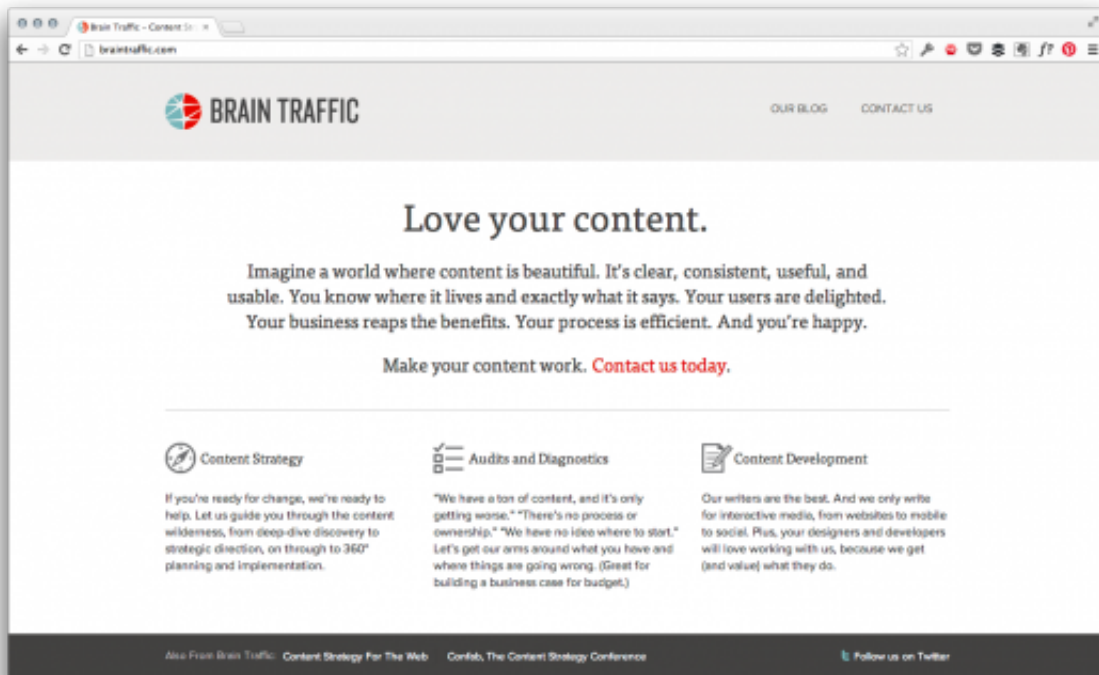 Brain Traffic – Content St
braintraffic.com
BRAIN TRAFFIC
OUR BLOG
CONTACT US
Love your content.
Imagine a world where content is beautiful. It's clear, consistent, useful, and
usable. You know where it lives and exactly what it says. Your users are delighted.
Your business reaps the benefits. Your process is efficient. And you're happy.
Make your content work. Contact us today.
Content Strategy
If you're ready for change, we're ready to
help. Let us guide you through the content
wilderness, from deep-dive discovery to
strategic direction, on through to 360°
planning and implementation.
Audits and Diagnostics
"We have a ton of content, and it's only
getting worse." "There's no process or
ownership." "We have no idea where to start."
Let's get our arms around what you have and
where things are going wrong. (Great for
building a business case for budget.)
Content Development
Our writers are the best. And we only write
for interactive media, from websites to mobile
to social. Plus, your designers and developers
will love working with us, because we get
(and value) what they do.
Also From Brain Traffic: Content Strategy For The Web Confab, The Content Strategy Conference
Follow us on Twitter